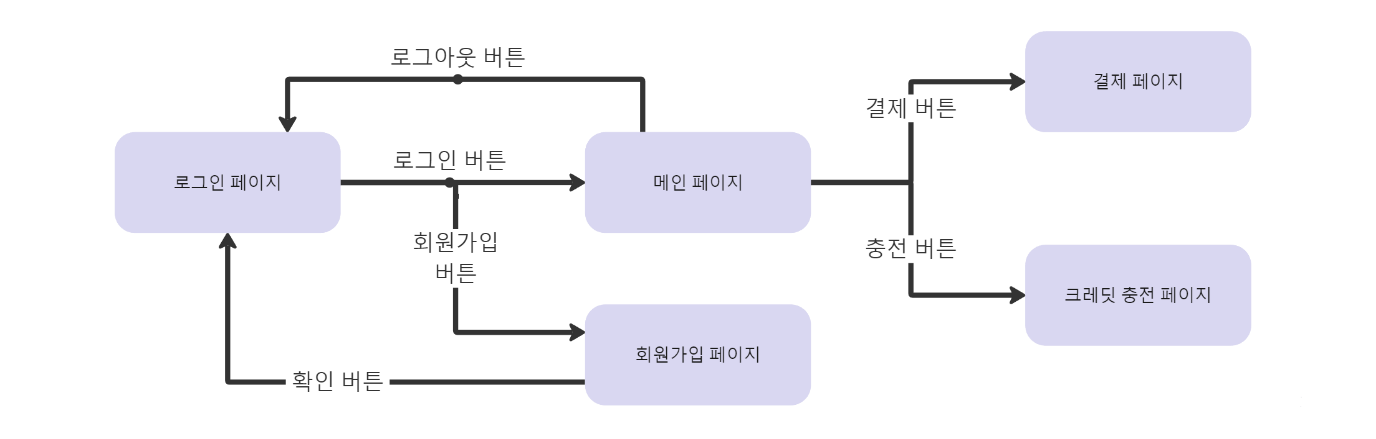 로그아웃 버튼
결제 페이지
결제 버튼
로그인 버튼
로그인 페이지
메인 페이지
회원가입
버튼
충전 버튼
크레딧 충전 페이지
회원가입 페이지
확인 버튼